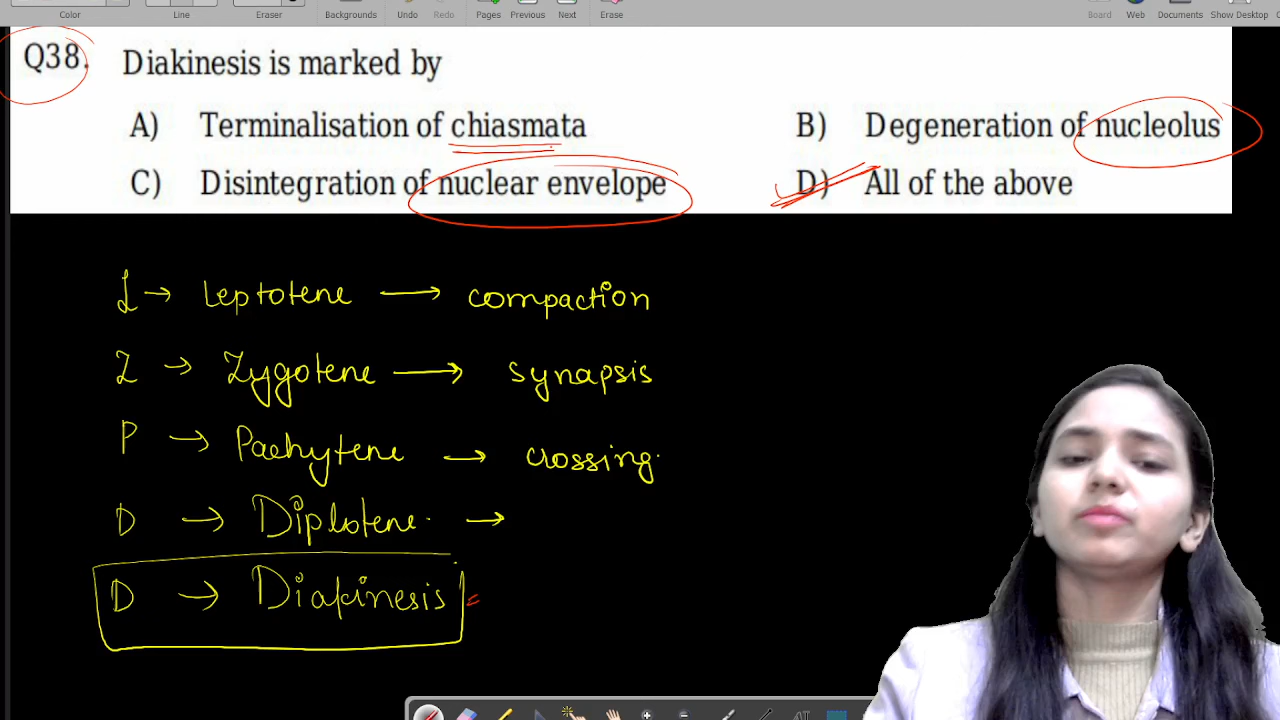 Color Line Eraser Backgrounds Undo Redo Pages Previous Next Erase Board Web Documents Show Desktop
Q38. Diakinesis is marked by
A) Terminalisation of chiasmata B) Degeneration of nucleolus
C) Disintegration of nuclear envelope D) All of the above
L → Leptotene → compaction
Z → Zygotene → synapsis
P → Pachytene → crossing
D → Diplotene →
D → Diakinesis